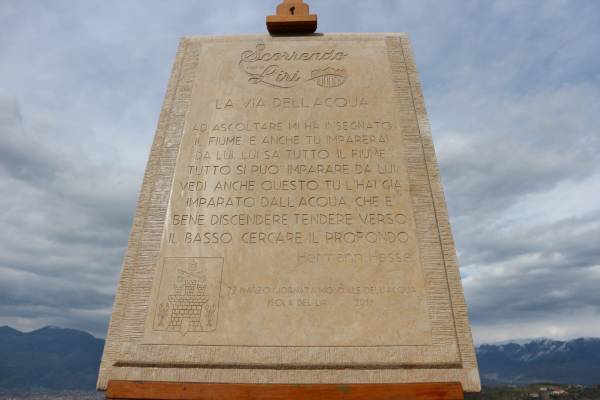 Scorrendo
Liri
LA VIA DELL'ACQUA
AD ASCOLTARE MI HA INSEGNATO
IL FIUME E ANCHE TU IMPARERAI
DA LUI. LUI SA TUTTO IL FIUME
TUTTO SI PUO' IMPARARE DA LUI
VEDI ANCHE QUESTO TU L'HAI GIA'
IMPARATO DALL'ACQUA CHE E'
BENE DISCENDERE TENDERE VERSO
IL BASSO CERCARE IL PROFONDO
Hermann Hesse
22 MARZO GIORNATA MONDIALE DELL'ACQUA
ISOLA DEL LIRI